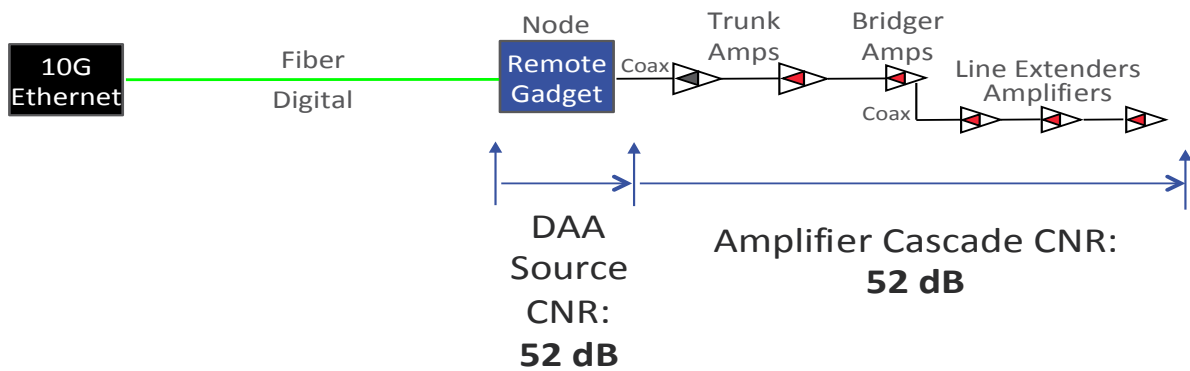 10G
Ethernet
Fiber
Digital
Node
Remote
Gadget
Coax
Trunk
Amps
Bridger
Amps
Coax
Line Extenders
Amplifiers
DAA
Source
CNR:
52 dB
Amplifier Cascade CNR:
52 dB